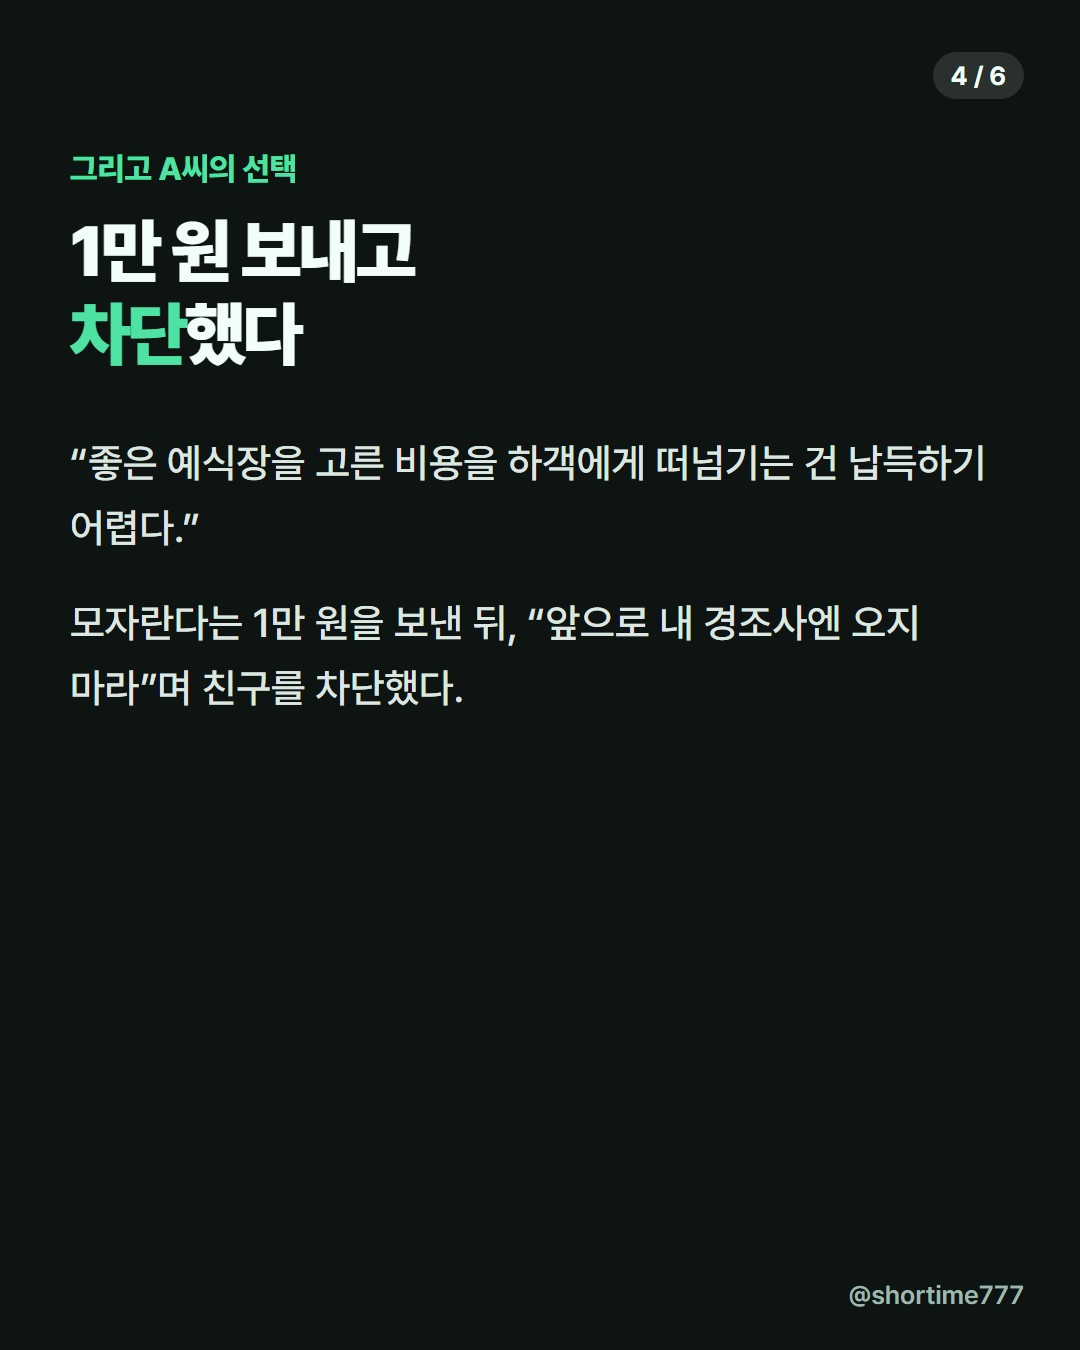 4 / 6
그리고 A씨의 선택
1만 원 보내고
차단했다
“좋은 예식장을 고른 비용을 하객에게 떠넘기는 건 납득하기
어렵다.”
모자란다는 1만 원을 보낸 뒤, “앞으로 내 경조사엔 오지
마라”며 친구를 차단했다.
@shortime777